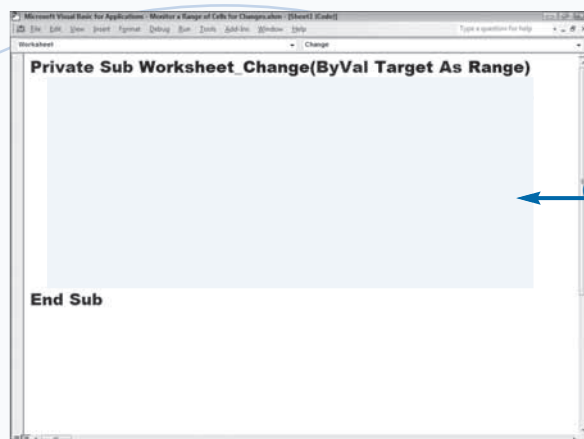 Microsoft Visual Basic for Applications - Monitor a Range of Cells for Changes.xlsm - [Sheet1 (Code)]
File Edit View Insert Format Debug Run Tools Add-Ins Window Help Type a question for help
Worksheet Change
Private Sub Worksheet_Change(ByVal Target As Range)
End Sub